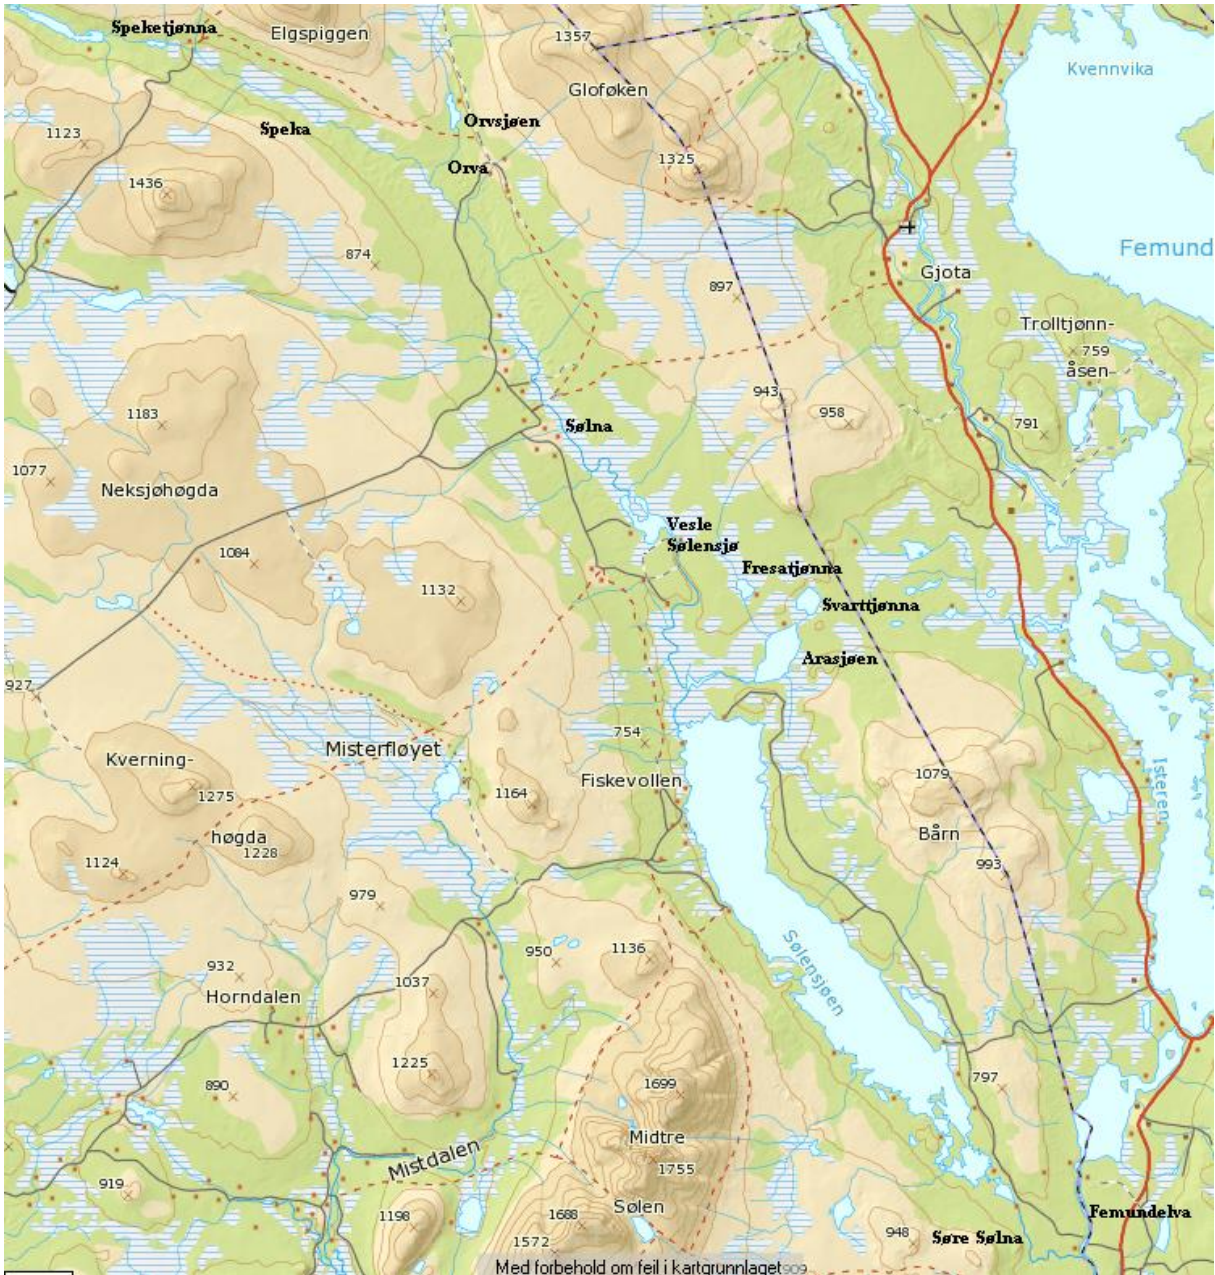 Speketjønna
Elgspiggen
1357
Kvennvika
Gloføken
Orvsjøen
1123
Speka
1325
Orva
1436
874
Femund
Gjota
897
Trolltjønn-
759
åsen
943
1183
958
791
Sølna
1077
Neksjøhøgda
Vesle
Sølensjø
1084
Fresatjønna
1132
Svarttjønna
Arasjøen
927
754
Misterfløyet
Kverning-
1079
Isteren
1275
1164
Fiskevollen
høgda
1228
Bårn
1124
993
979
950
1136
Sølensjøen
932
1037
Horndalen
1225
890
1699
797
Midtre
Mistdalen
1755
919
Sølen
1198
1688
Femundelva
1572
948
Søre Sølna
Med forbehold om feil i kartgrunnlaget
909